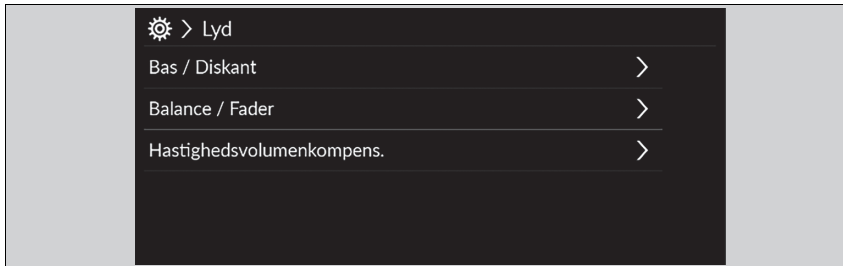 Lyd
Bas / Diskant
Balance / Fader
Hastighedsvolumenkompens.